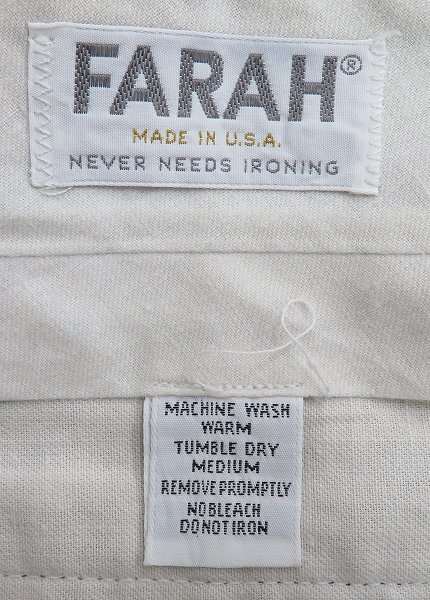 FARAH®
MADE IN U.S.A.
NEVER NEEDS IRONING
MACHINE WASH
WARM
TUMBLE DRY
MEDIUM
REMOVE PROMPTLY
NO BLEACH
DO NOT IRON